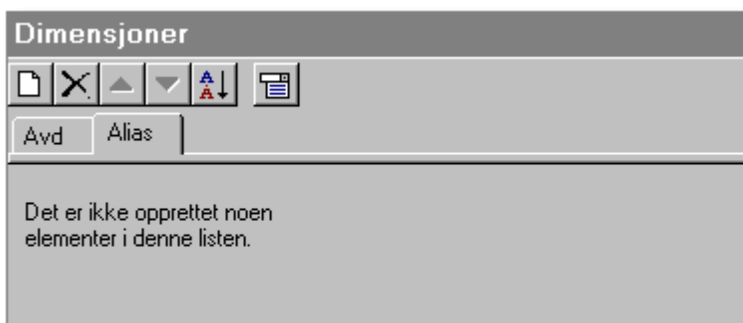 Dimensjoner
Avd Alias
Det er ikke opprettet noen
elementer i denne listen.